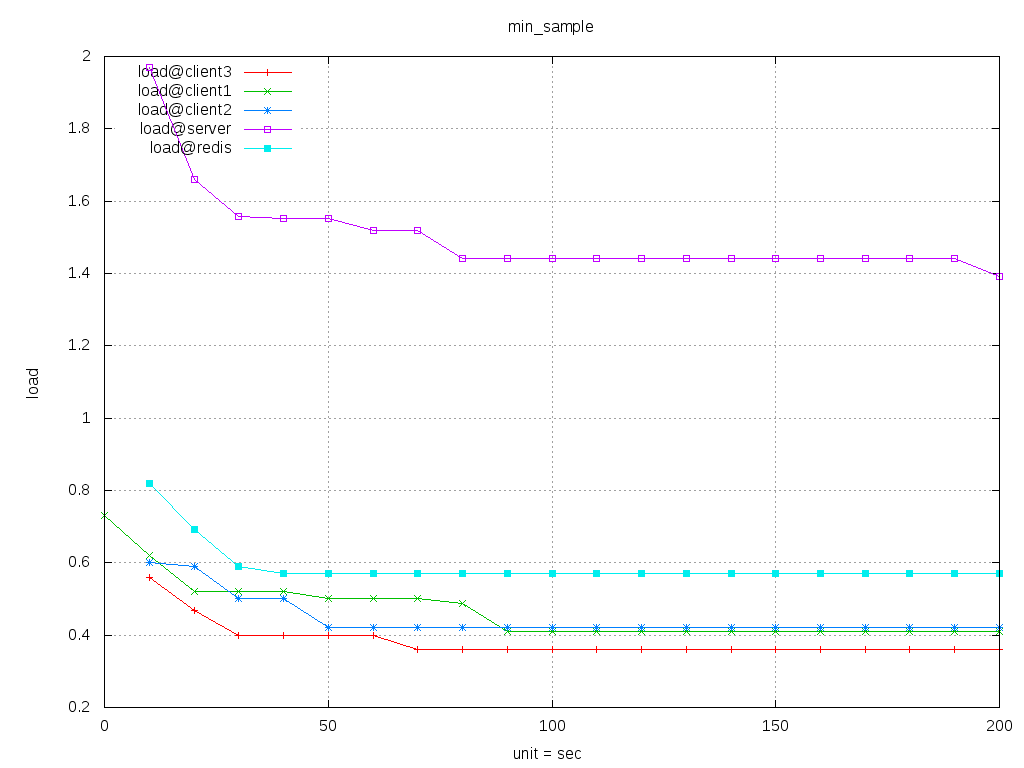 min_sample
2
load@client3
load@client1
load@client2
1.8
load@server
load@redis
1.6
1.4
1.2
load
1
0.8
0.6
0.4
0.2
0 50 100 150 200
unit = sec